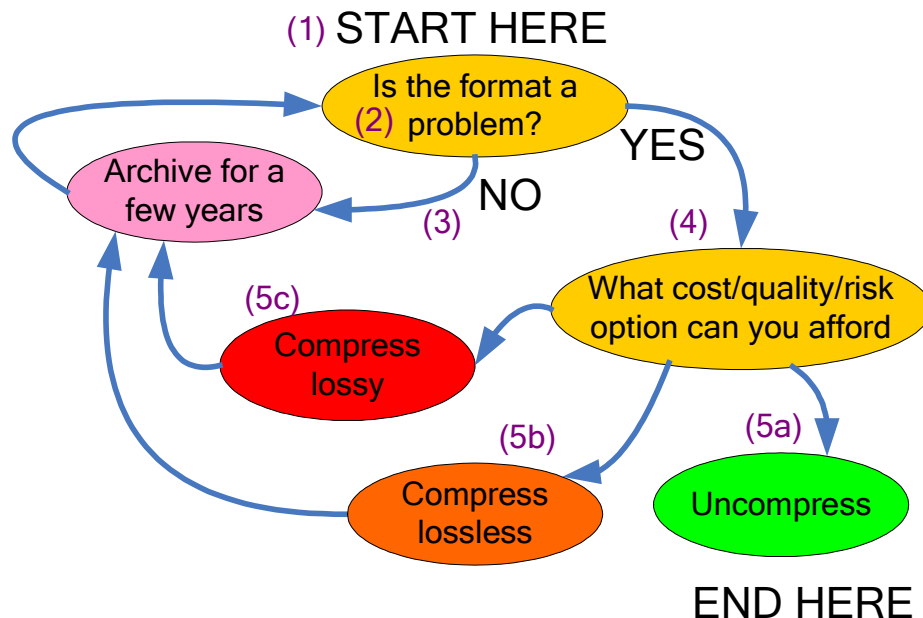 (1) START HERE
Is the format a
(2) problem?
YES
Archive for a
few years
NO
(3)
(4)
What cost/quality/risk
option can you afford
(5c)
Compress
lossy
(5b)
(5a)
Compress
lossless
Uncompress
END HERE